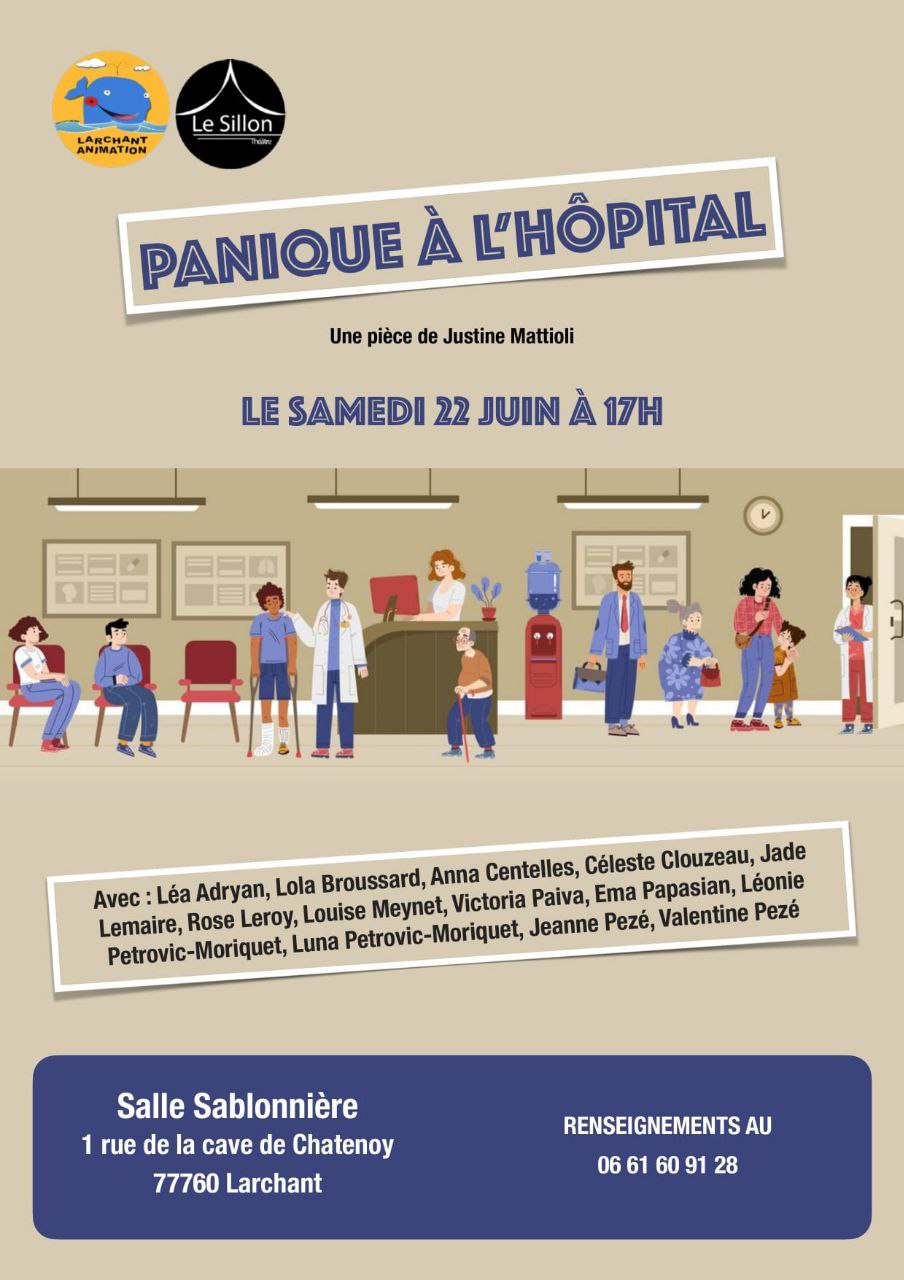 LARCHANT
ANIMATION
Le Sillon
Théâtre
PANIQUE À L'HÔPITAL
Une pièce de Justine Mattioli
LE SAMEDI 22 JUIN À 17H
Avec : Léa Adryan, Lola Broussard, Anna Centelles, Céleste Clouzeau, Jade
Lemaire, Rose Leroy, Louise Meynet, Victoria Paiva, Ema Papasian, Léonie
Petrovic-Moriquet, Luna Petrovic-Moriquet, Jeanne Pezé, Valentine Pezé
Salle Sablonnière
1 rue de la cave de Chatenoy
77760 Larchant
RENSEIGNEMENTS AU
06 61 60 91 28